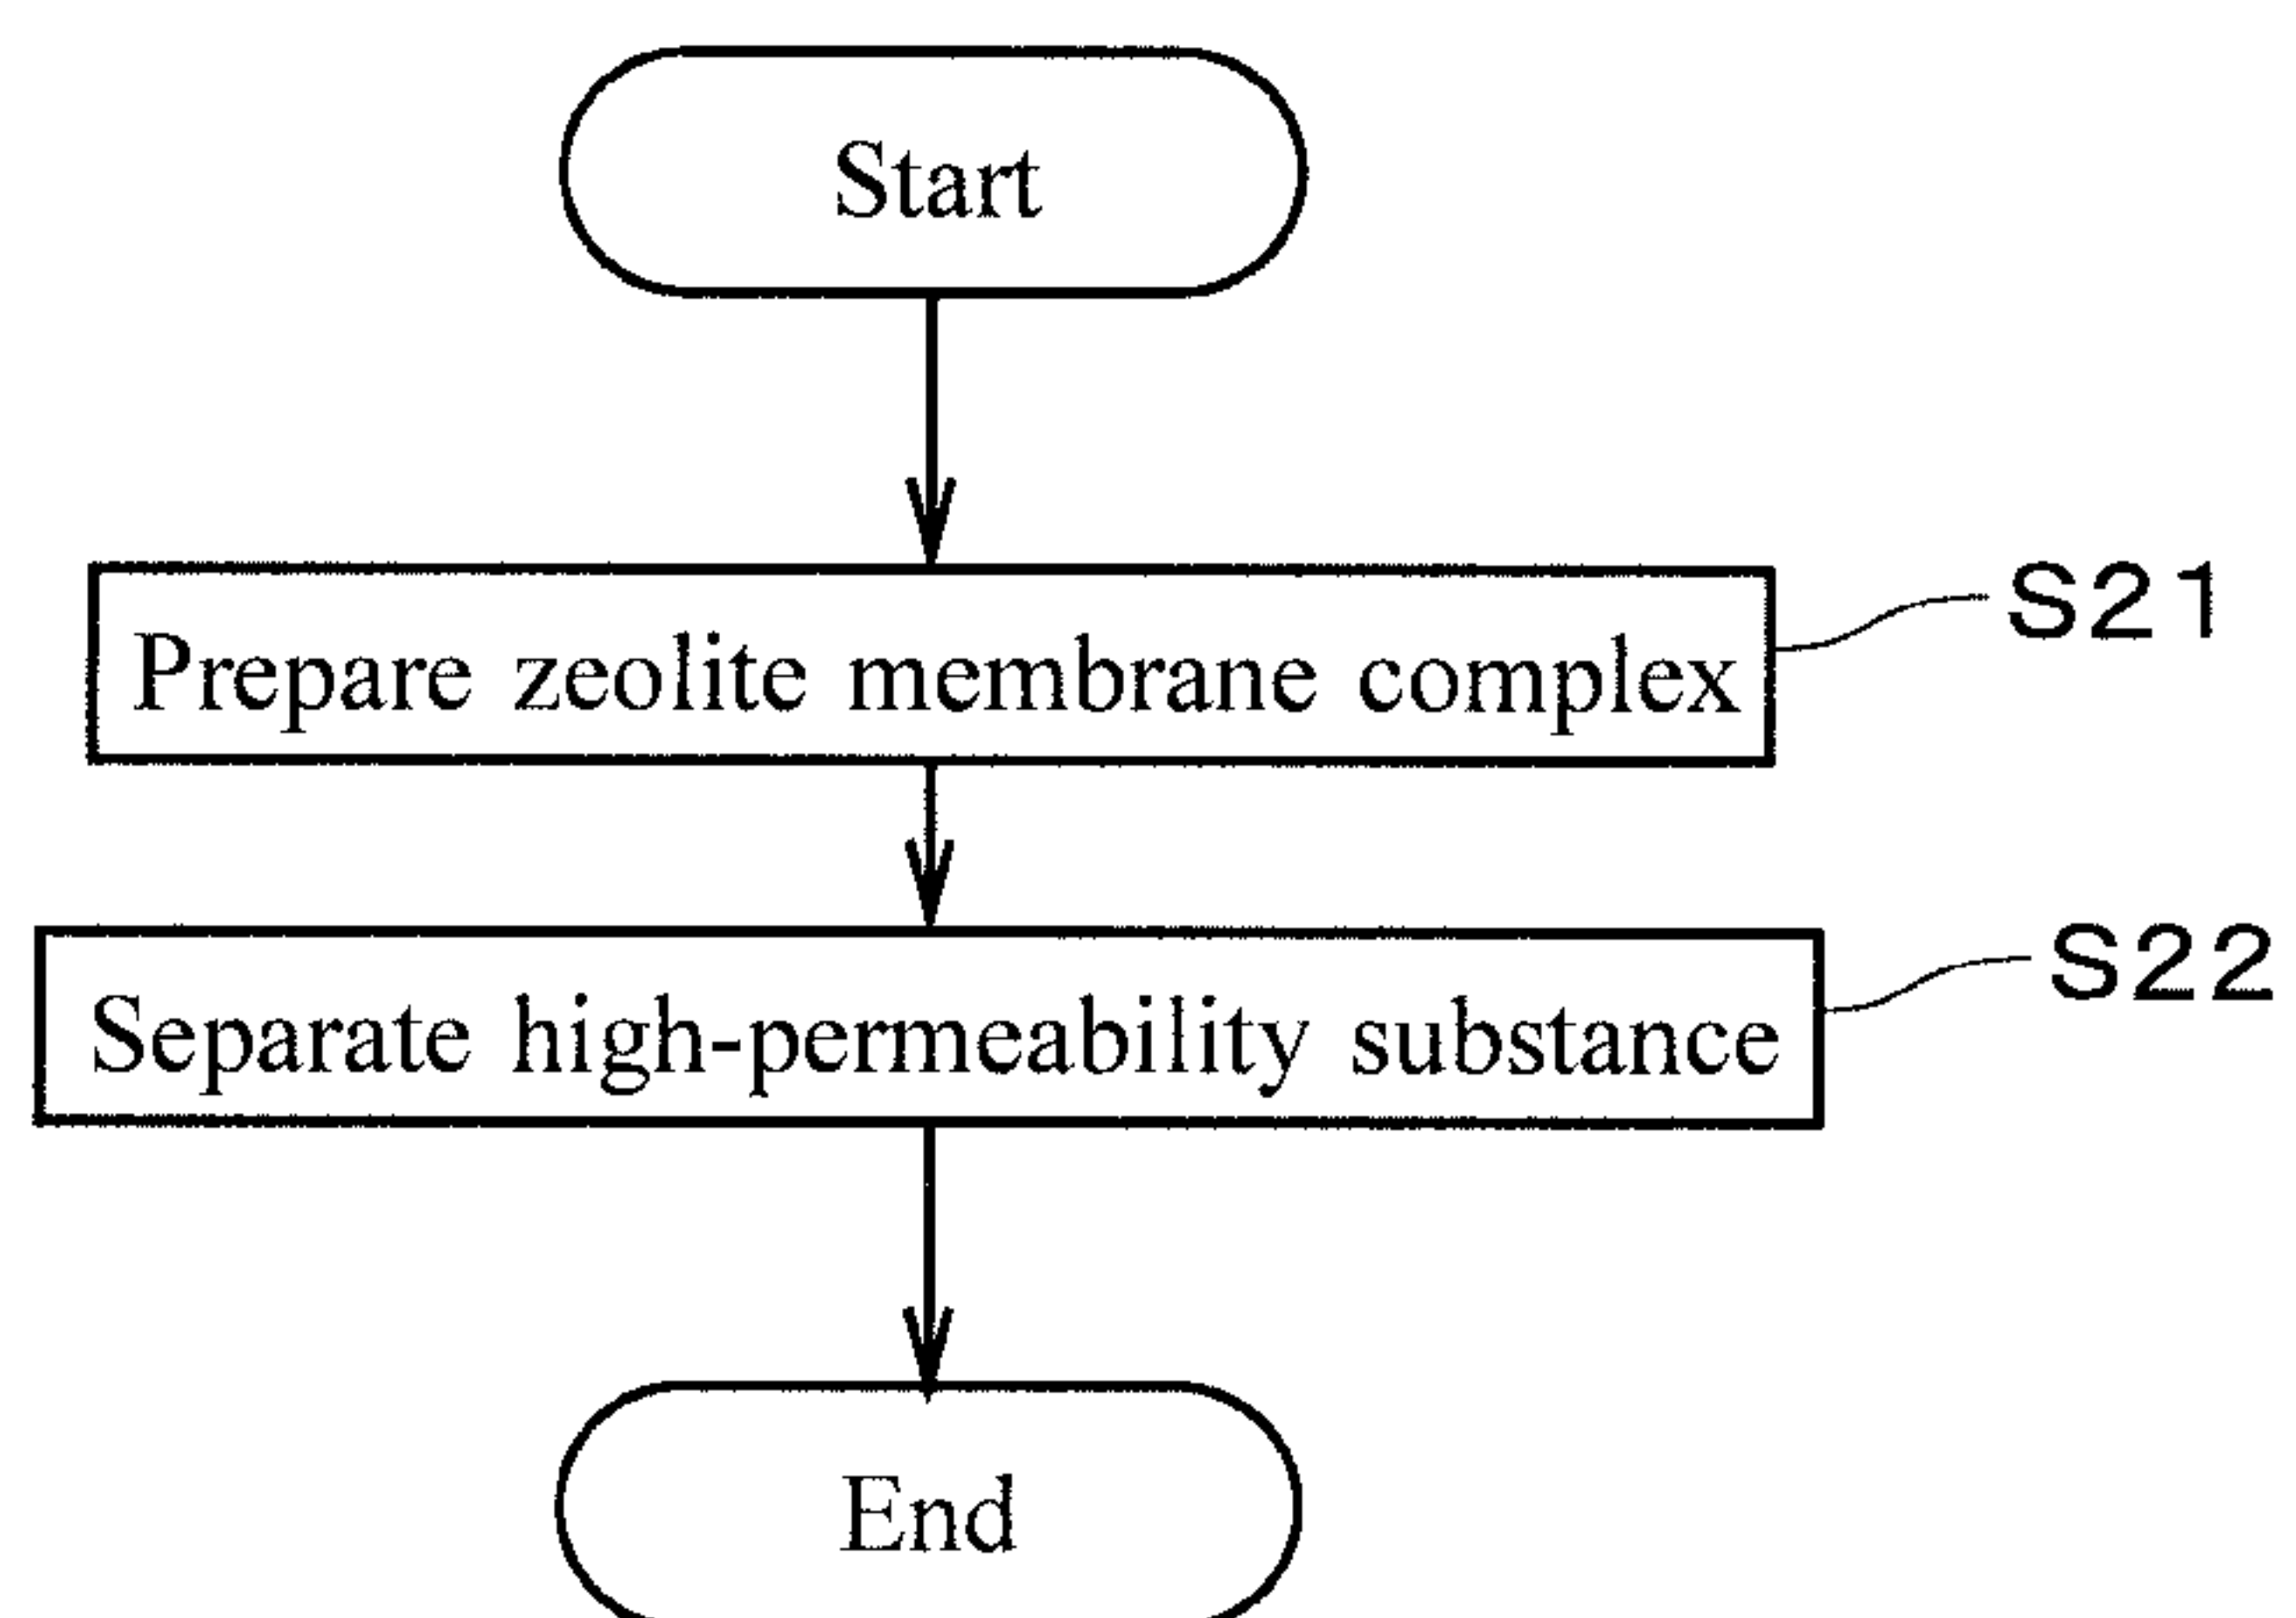 Start
Prepare zeolite membrane complex
S21
Separate high-permeability substance
S22
End